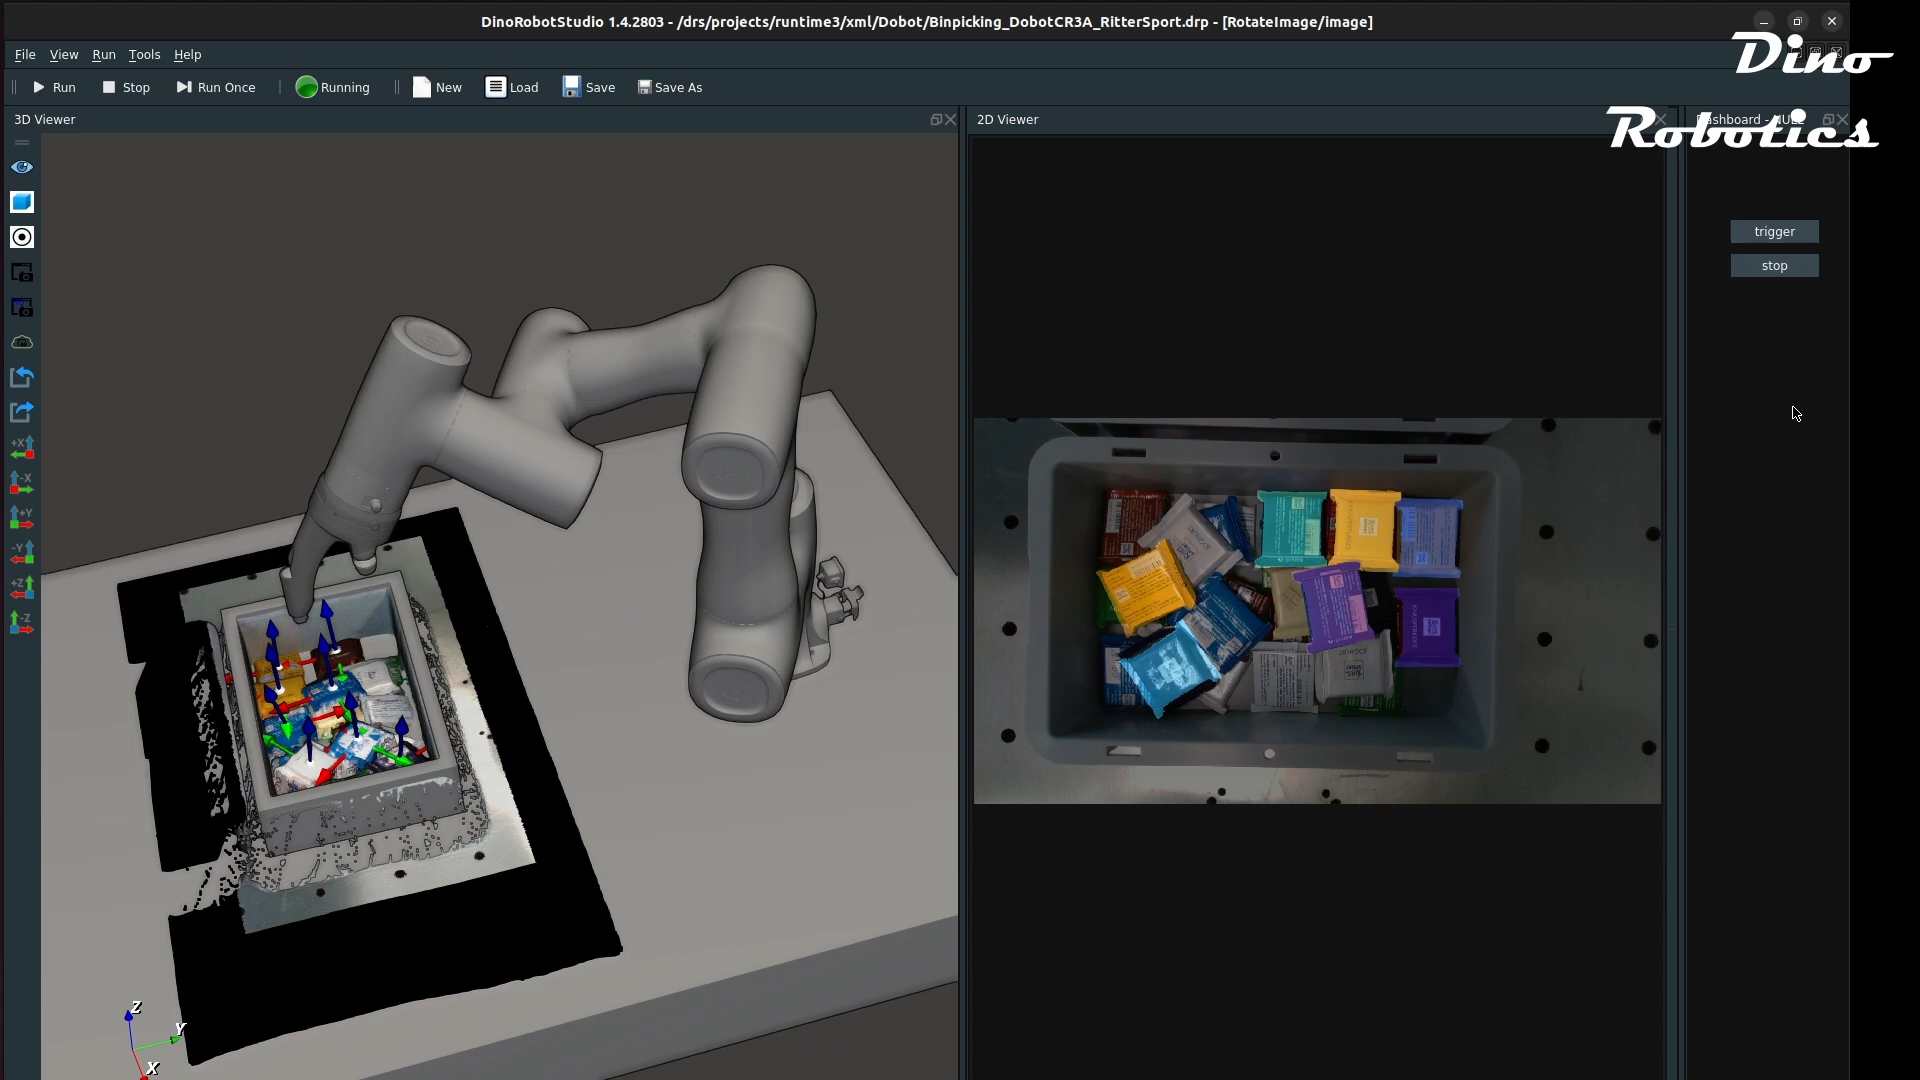 DinoRobotStudio 1.4.2803 - /drs/projects/runtime3/xml/Dobot/Binpicking_DobotCR3A_RitterSport.drp - [RotateImage/image]
Dino
Robotics
File View Run Tools Help
Run Stop Run Once Running New Load Save Save As
3D Viewer
2D Viewer
trigger
stop
+X
-X
+Y
-Y
+Z
-Z
Z
Y
X